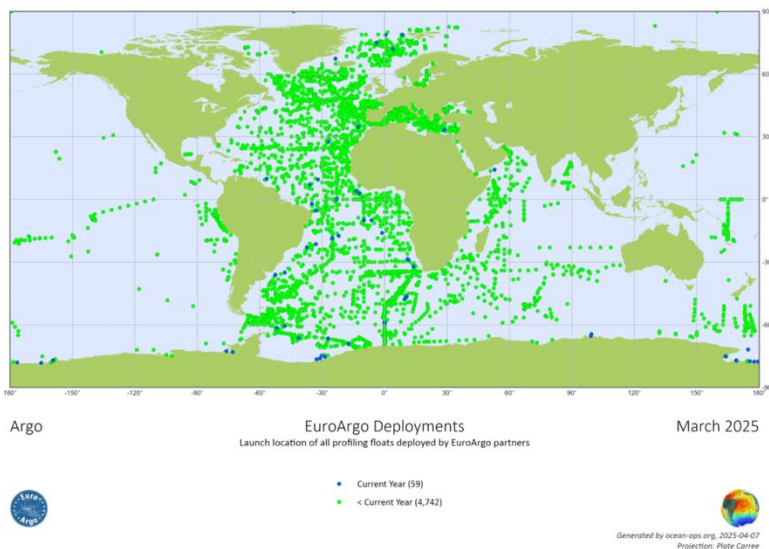 90
60
30
0°
-30
-60
-90
180°
-150°
-120°
-90°
-60°
-30°
0°
30°
60°
90°
120°
150°
180°
Argo
EuroArgo Deployments
March 2025
Launch location of all profiling floats deployed by EuroArgo partners
Current Year (59)
< Current Year (4,742)
Euro
Argo
Generated by ocean-ops.org, 2025-04-07
Projection: Plate Carree